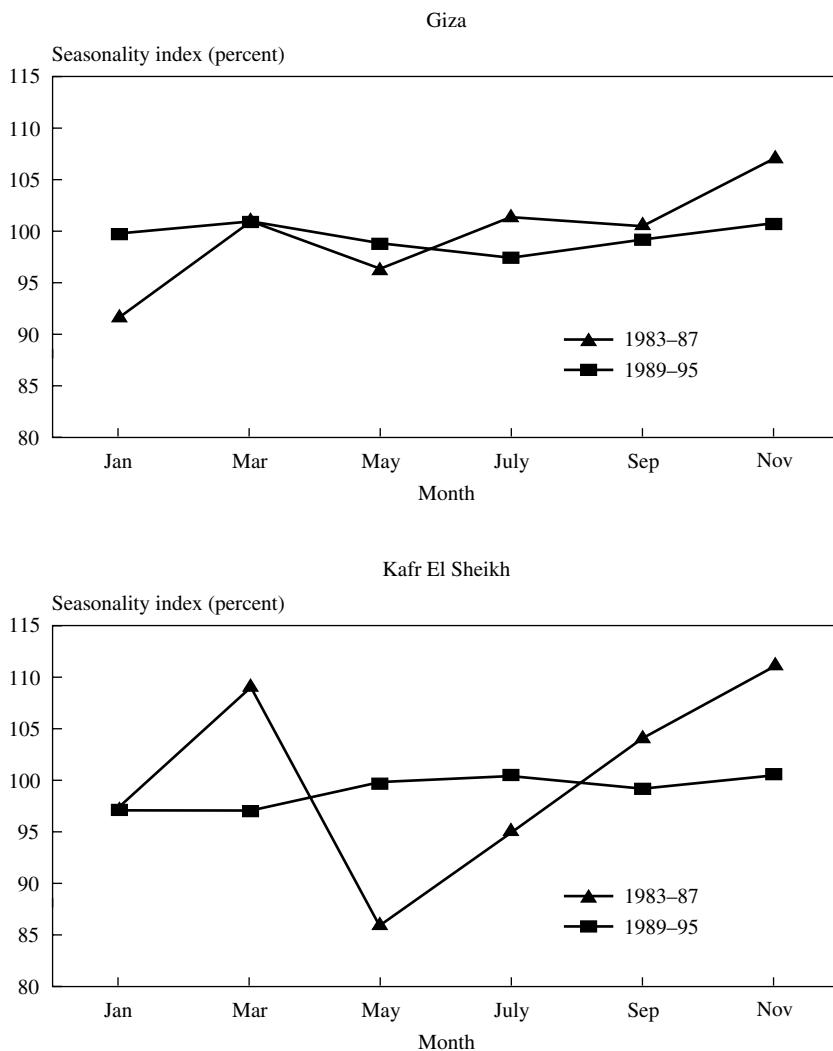 Giza
Seasonality index (percent)
115
110
105
100
95
90
85
80
1983–87
1989–95
Jan Mar May July Sep Nov
Month
Kafr El Sheikh
Seasonality index (percent)
115
110
105
100
95
90
85
80
1983–87
1989–95
Jan Mar May July Sep Nov
Month